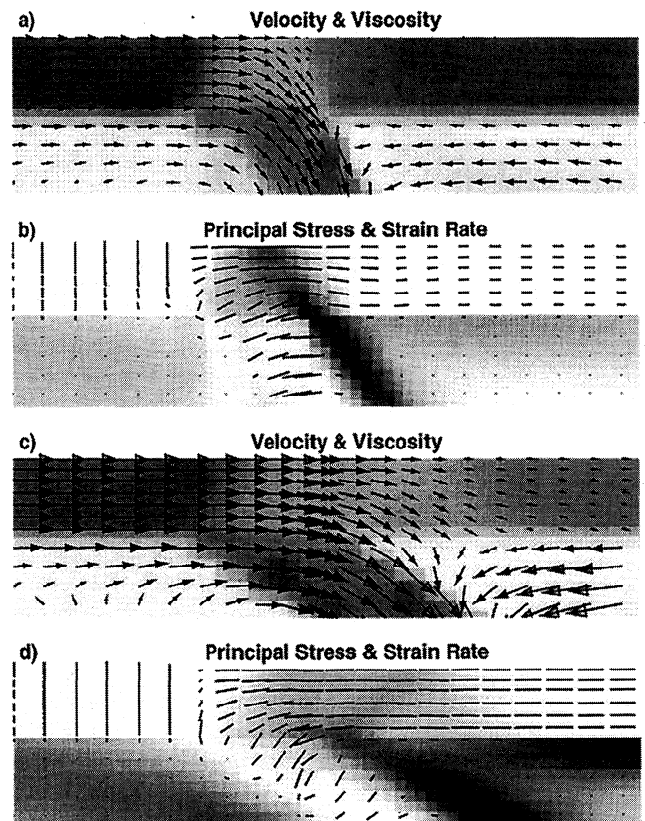 a) Velocity & Viscosity
b) Principal Stress & Strain Rate
c) Velocity & Viscosity
d) Principal Stress & Strain Rate